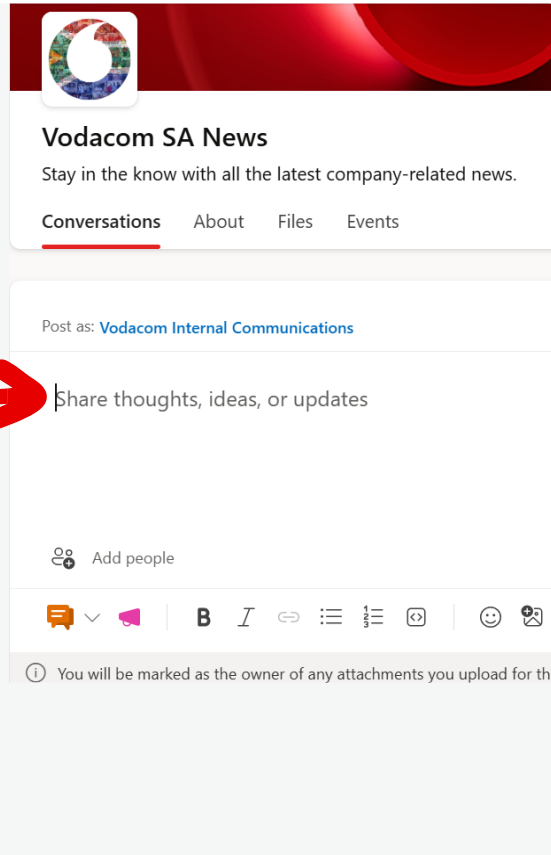 Vodacom SA News
Stay in the know with all the latest company-related news.
Conversations About Files Events
Post as: Vodacom Internal Communications
Share thoughts, ideas, or updates
Add people
B I
You will be marked as the owner of any attachments you upload for th